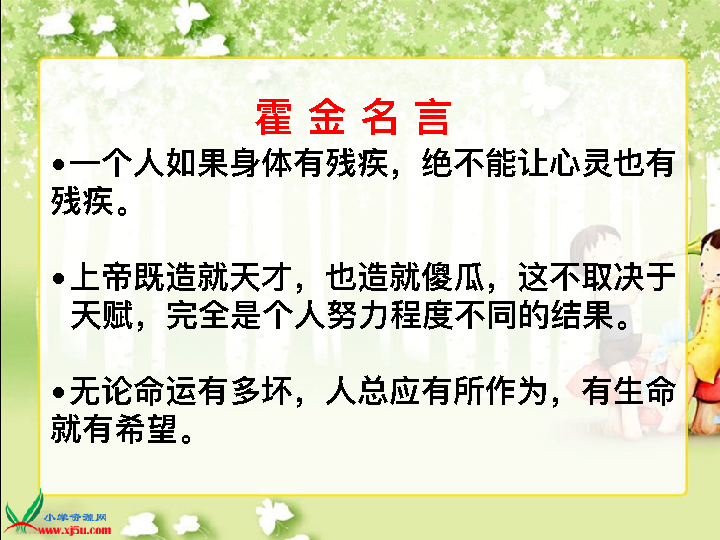 霍金名言
•一个人如果身体有残疾，绝不能让心灵也有
残疾。
•上帝既造就天才，也造就傻瓜，这不取决于
天赋，完全是个人努力程度不同的结果。
•无论命运有多坏，人总应有所作为，有生命
就有希望。
小学资源网
www.xj5u.com